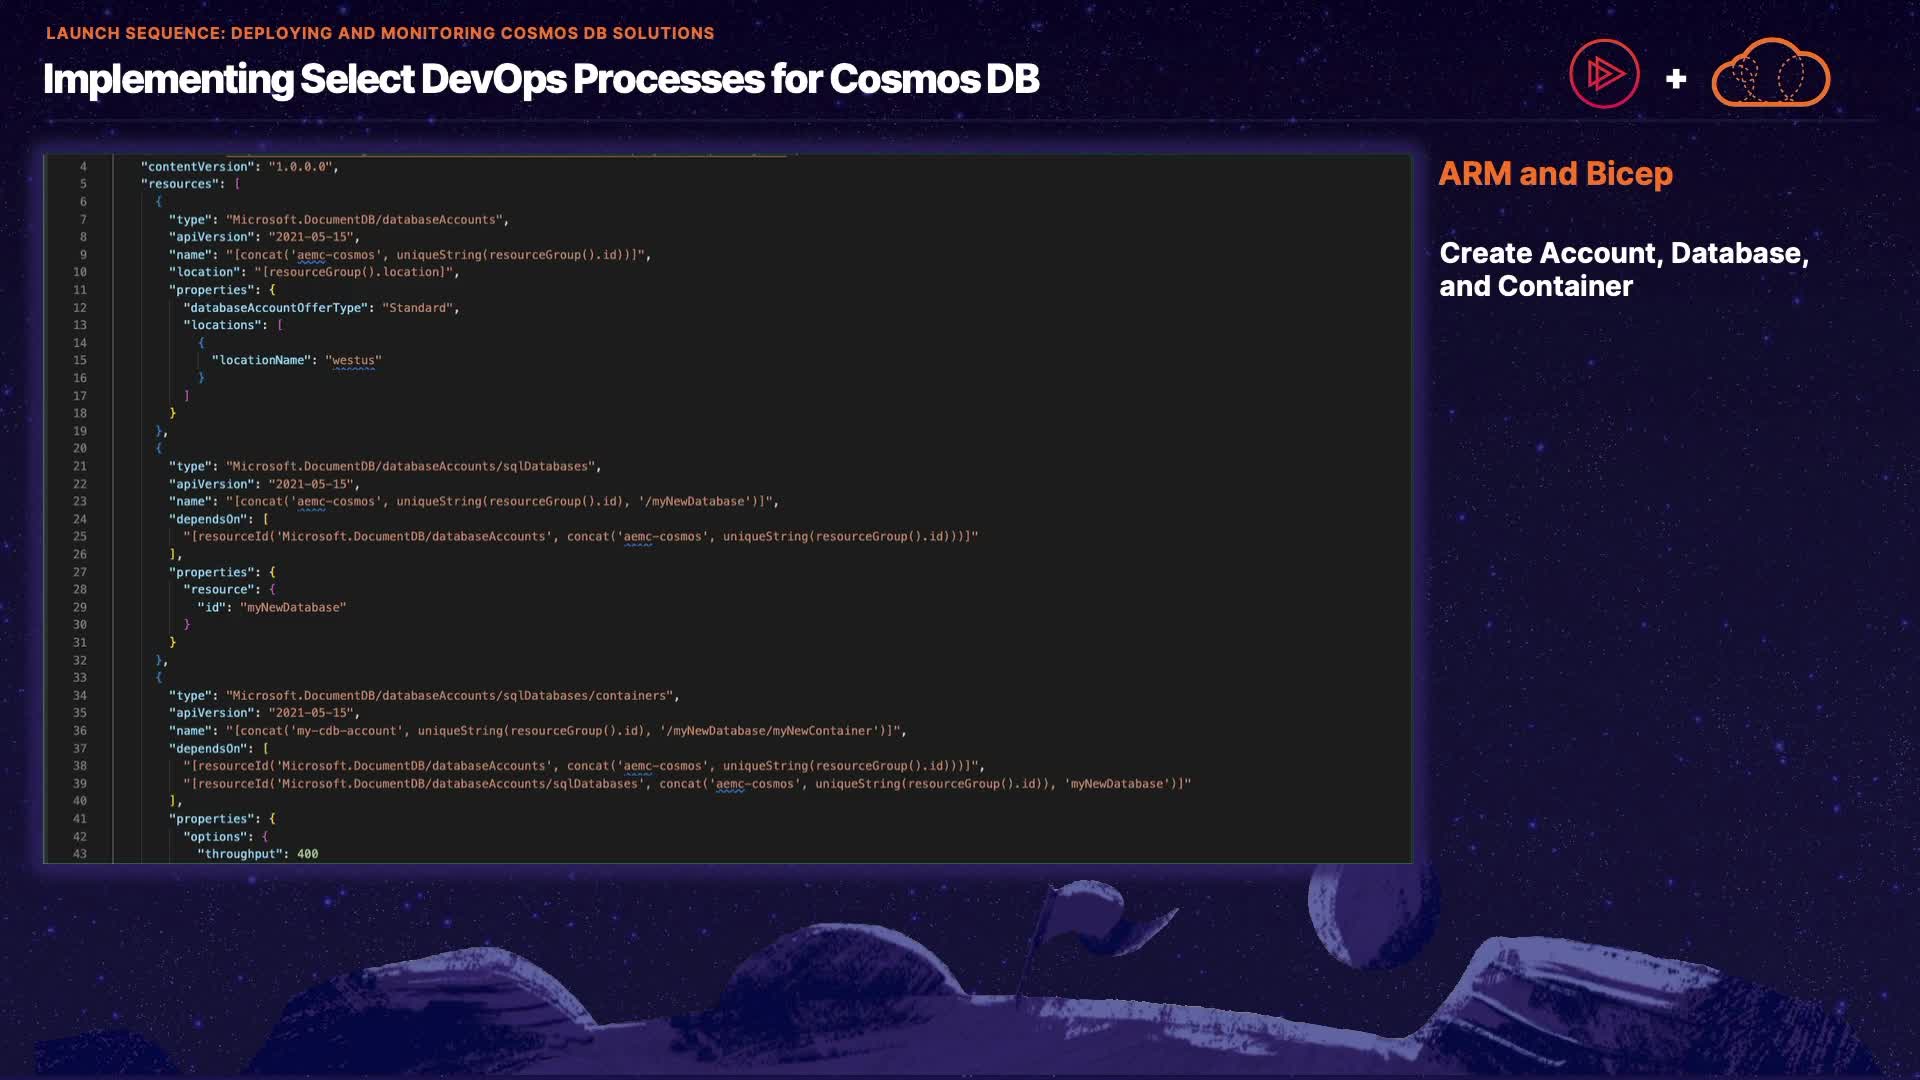 LAUNCH SEQUENCE: DEPLOYING AND MONITORING COSMOS DB SOLUTIONS
Implementing Select DevOps Processes for Cosmos DB
+
4 "contentVersion": "1.0.0.0",
5 "resources": [
6 {
7 "type": "Microsoft.DocumentDB/databaseAccounts",
8 "apiVersion": "2021-05-15",
9 "name": "[concat('aemc-cosmos', uniqueString(resourceGroup().id))]",
10 "location": "[resourceGroup().location]",
11 "properties": {
12 "databaseAccountOfferType": "Standard",
13 "locations": [
14 {
15 "locationName": "westus"
16 }
17 ]
18 }
19 },
20 {
21 "type": "Microsoft.DocumentDB/databaseAccounts/sqlDatabases",
22 "apiVersion": "2021-05-15",
23 "name": "[concat('aemc-cosmos', uniqueString(resourceGroup().id), '/myNewDatabase')]",
24 "dependsOn": [
25 "[resourceId('Microsoft.DocumentDB/databaseAccounts', concat('aemc-cosmos', uniqueString(resourceGroup().id)))]"
26 ],
27 "properties": {
28 "resource": {
29 "id": "myNewDatabase"
30 }
31 }
32 },
33 {
34 "type": "Microsoft.DocumentDB/databaseAccounts/sqlDatabases/containers",
35 "apiVersion": "2021-05-15",
36 "name": "[concat('my-cdb-account', uniqueString(resourceGroup().id), '/myNewDatabase/myNewContainer')]",
37 "dependsOn": [
38 "[resourceId('Microsoft.DocumentDB/databaseAccounts', concat('aemc-cosmos', uniqueString(resourceGroup().id)))]",
39 "[resourceId('Microsoft.DocumentDB/databaseAccounts/sqlDatabases', concat('aemc-cosmos', uniqueString(resourceGroup().id)), 'myNewDatabase')]"
40 ],
41 "properties": {
42 "options": {
43 "throughput": 400
ARM and Bicep
Create Account, Database,
and Container